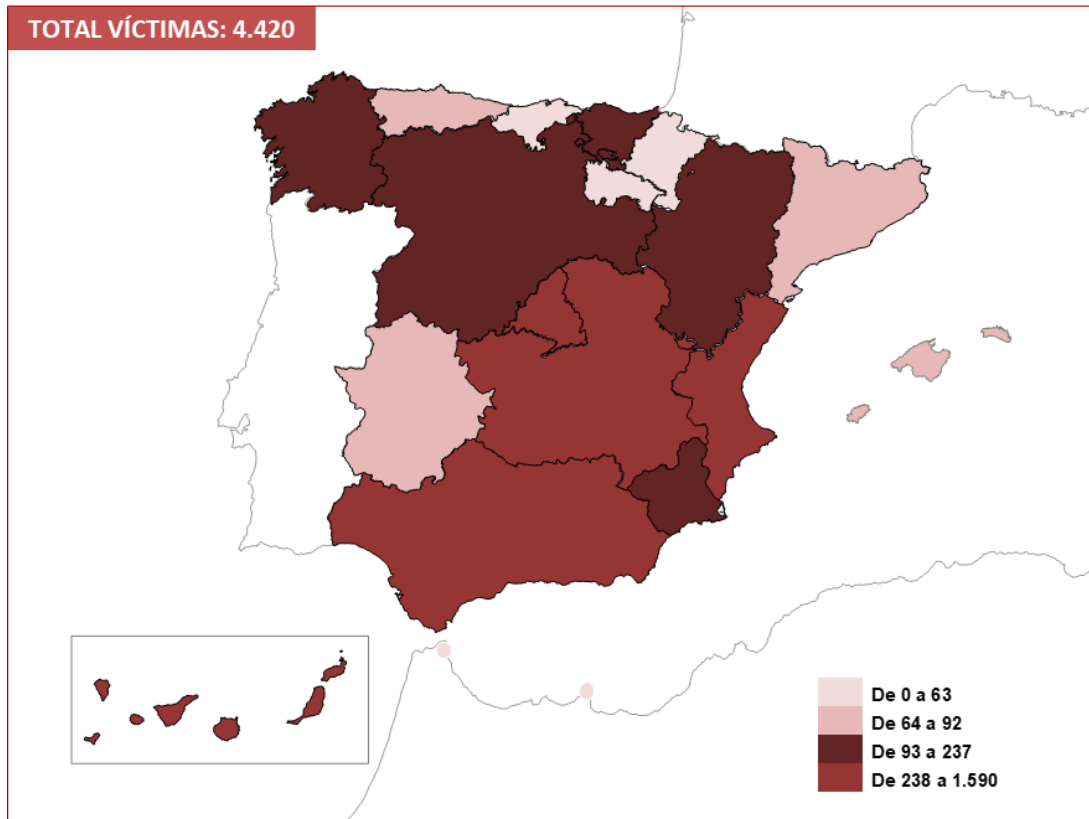 TOTAL VÍCTIMAS: 4.420
De 0 a 63
De 64 a 92
De 93 a 237
De 238 a 1.590